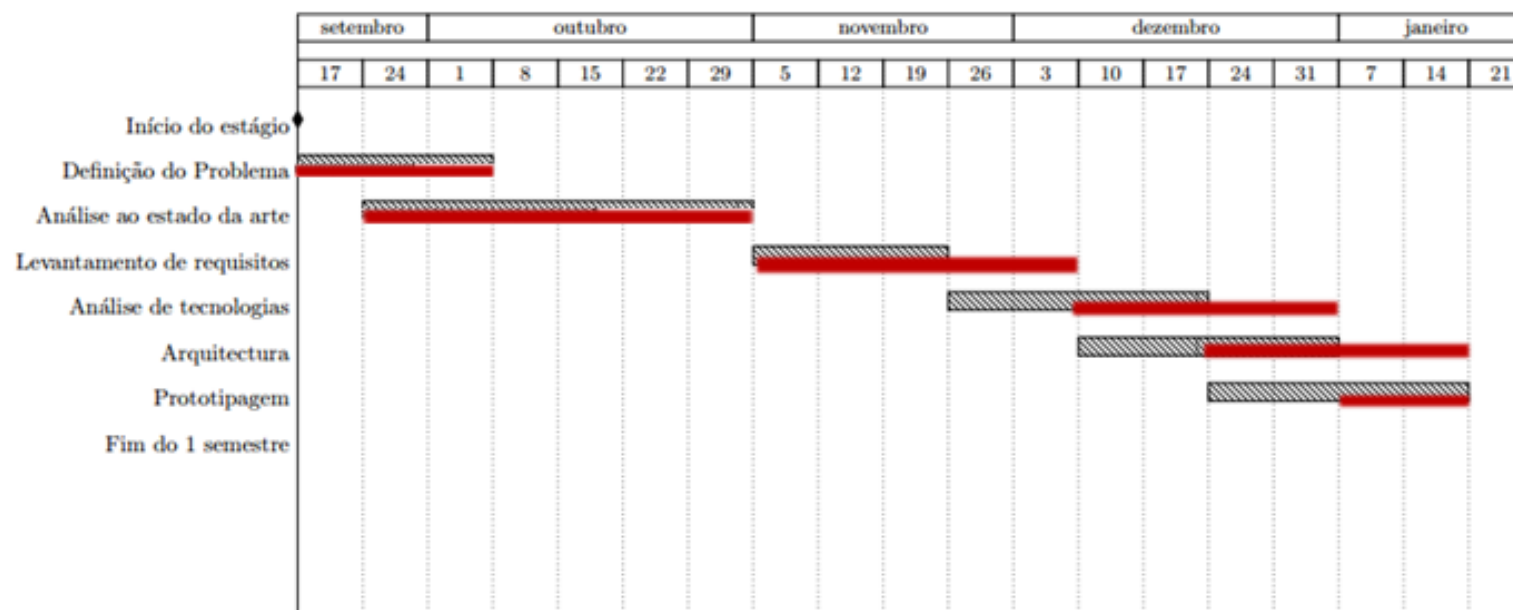 setembro outubro novembro dezembro janeiro
17 24 1 8 15 22 29 5 12 19 26 3 10 17 24 31 7 14 21
Início do estágio
Definição do Problema
Análise ao estado da arte
Levantamento de requisitos
Análise de tecnologias
Arquitectura
Prototipagem
Fim do 1 semestre